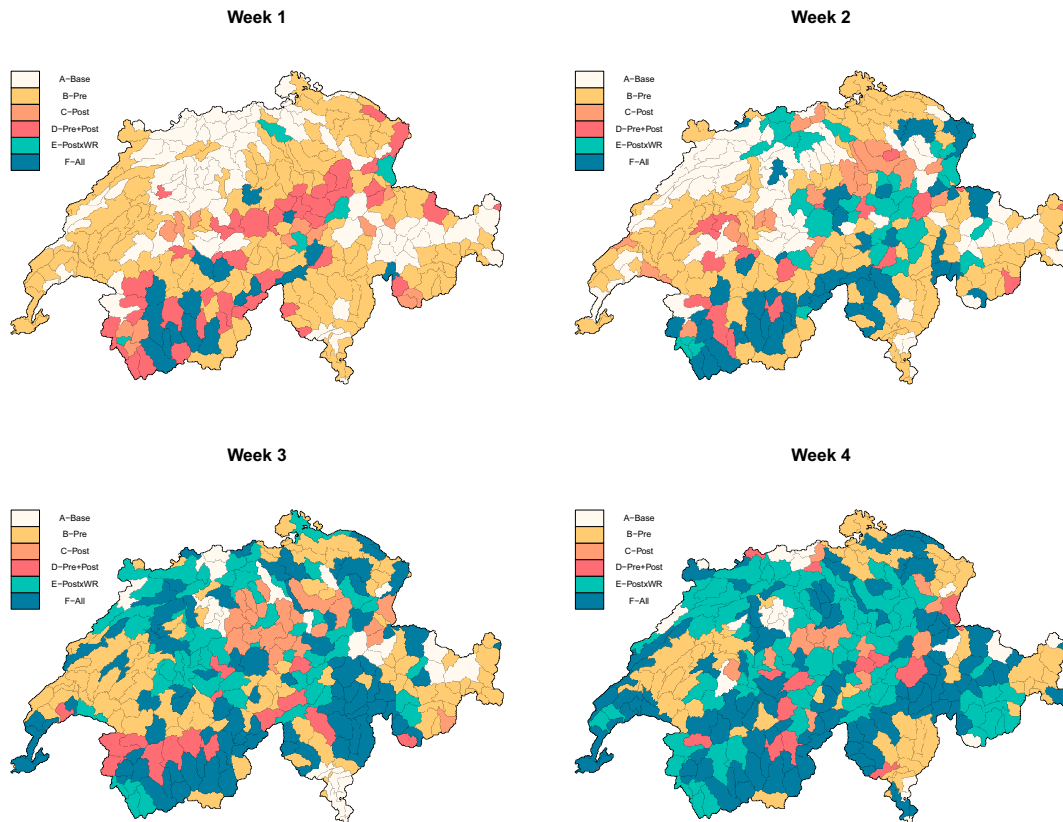 Week 1
A−Base
B−Pre
C−Post
D−Pre+Post
E−PostxWR
F−All
Week 2
A−Base
B−Pre
C−Post
D−Pre+Post
E−PostxWR
F−All
Week 3
A−Base
B−Pre
C−Post
D−Pre+Post
E−PostxWR
F−All
Week 4
A−Base
B−Pre
C−Post
D−Pre+Post
E−PostxWR
F−All